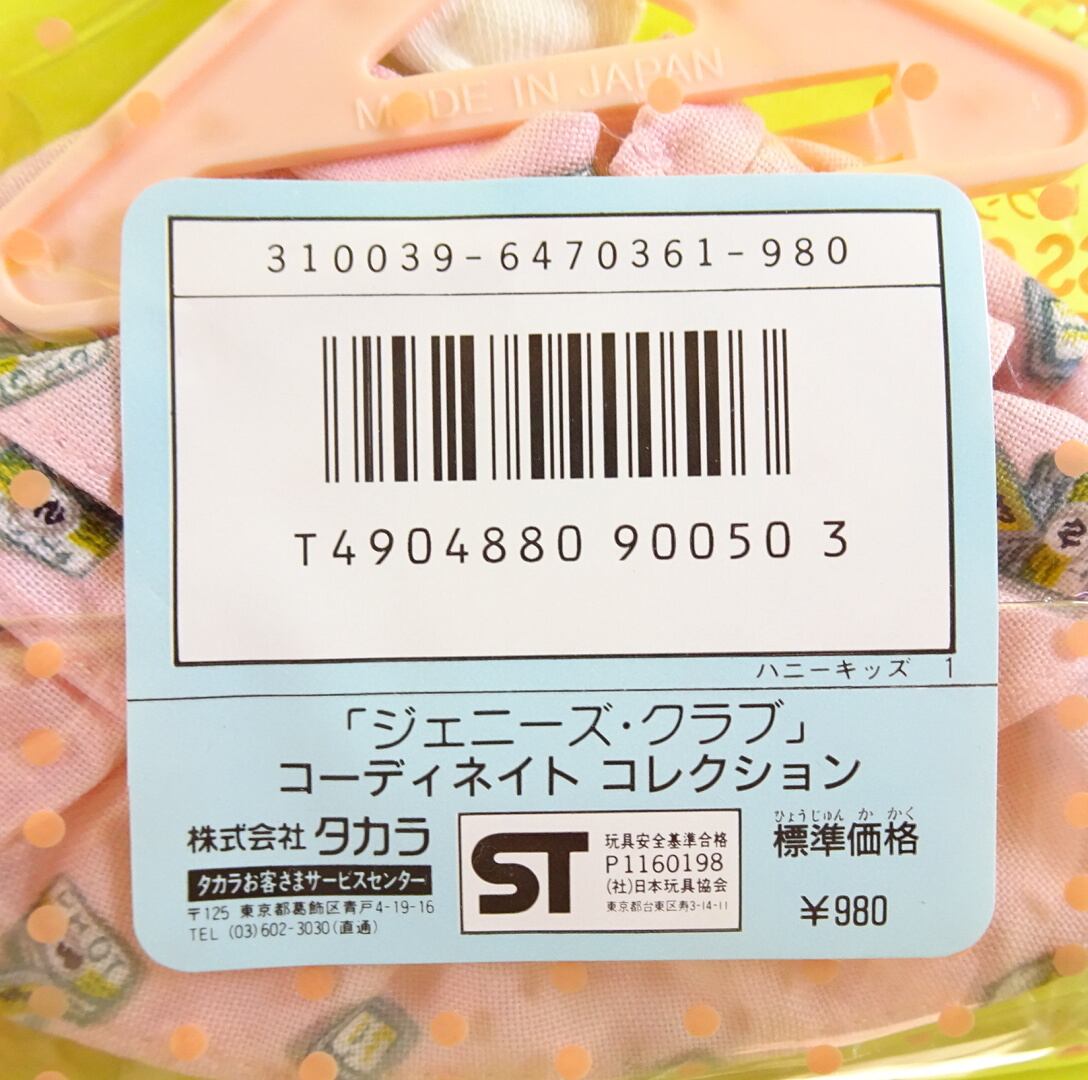 MADE IN JAPAN
310039-6470361-980
T4904880 90050 3
ハニーキッズ 1
「ジェニーズ・クラブ」
コーディネイト コレクション
株式会社 タカラ
タカラお客さまサービスセンター
〒125 東京都葛飾区青戸4-19-16
TEL (03)602-3030(直通)
ST
玩具安全基準合格
P1160198
(社)日本玩具協会
東京都台東区寿3-14-11
ひょうじゅん か かく
標準価格
¥980